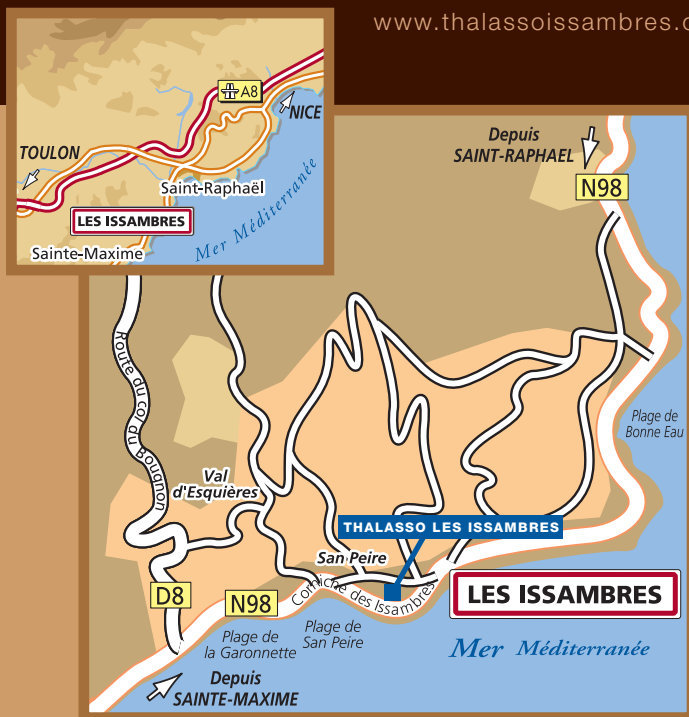 www.thalassoissambres.c
A8
NICE
TOULON
Saint-Raphaël
LES ISSAMBRES
Mer Méditerranée
Sainte-Maxime
Depuis
SAINT-RAPHAEL
N98
Route du col du Bougnon
Plage de
Bonne Eau
Val
d'Esquières
THALASSO LES ISSAMBRES
San Peire
Corniche des Issambres
LES ISSAMBRES
D8
N98
Plage de
la Garonnette
Plage de
San Peire
Mer Méditerranée
Depuis
SAINTE-MAXIME